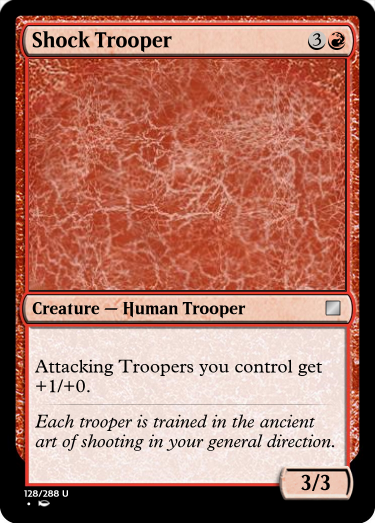 Shock Trooper 3
Creature — Human Trooper
Attacking Troopers you control get
+1/+0.
Each trooper is trained in the ancient
art of shooting in your general direction.
3/3
128/288 U